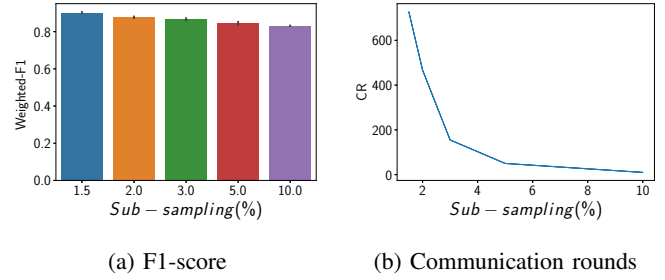 Weighted-F1
0.8
0.6
0.4
0.2
0.0
1.5 2.0 3.0 5.0 10.0
Sub − sampling(%)
(a) F1-score
CR
600
400
200
0
2 4 6 8 10
Sub − sampling(%)
(b) Communication rounds